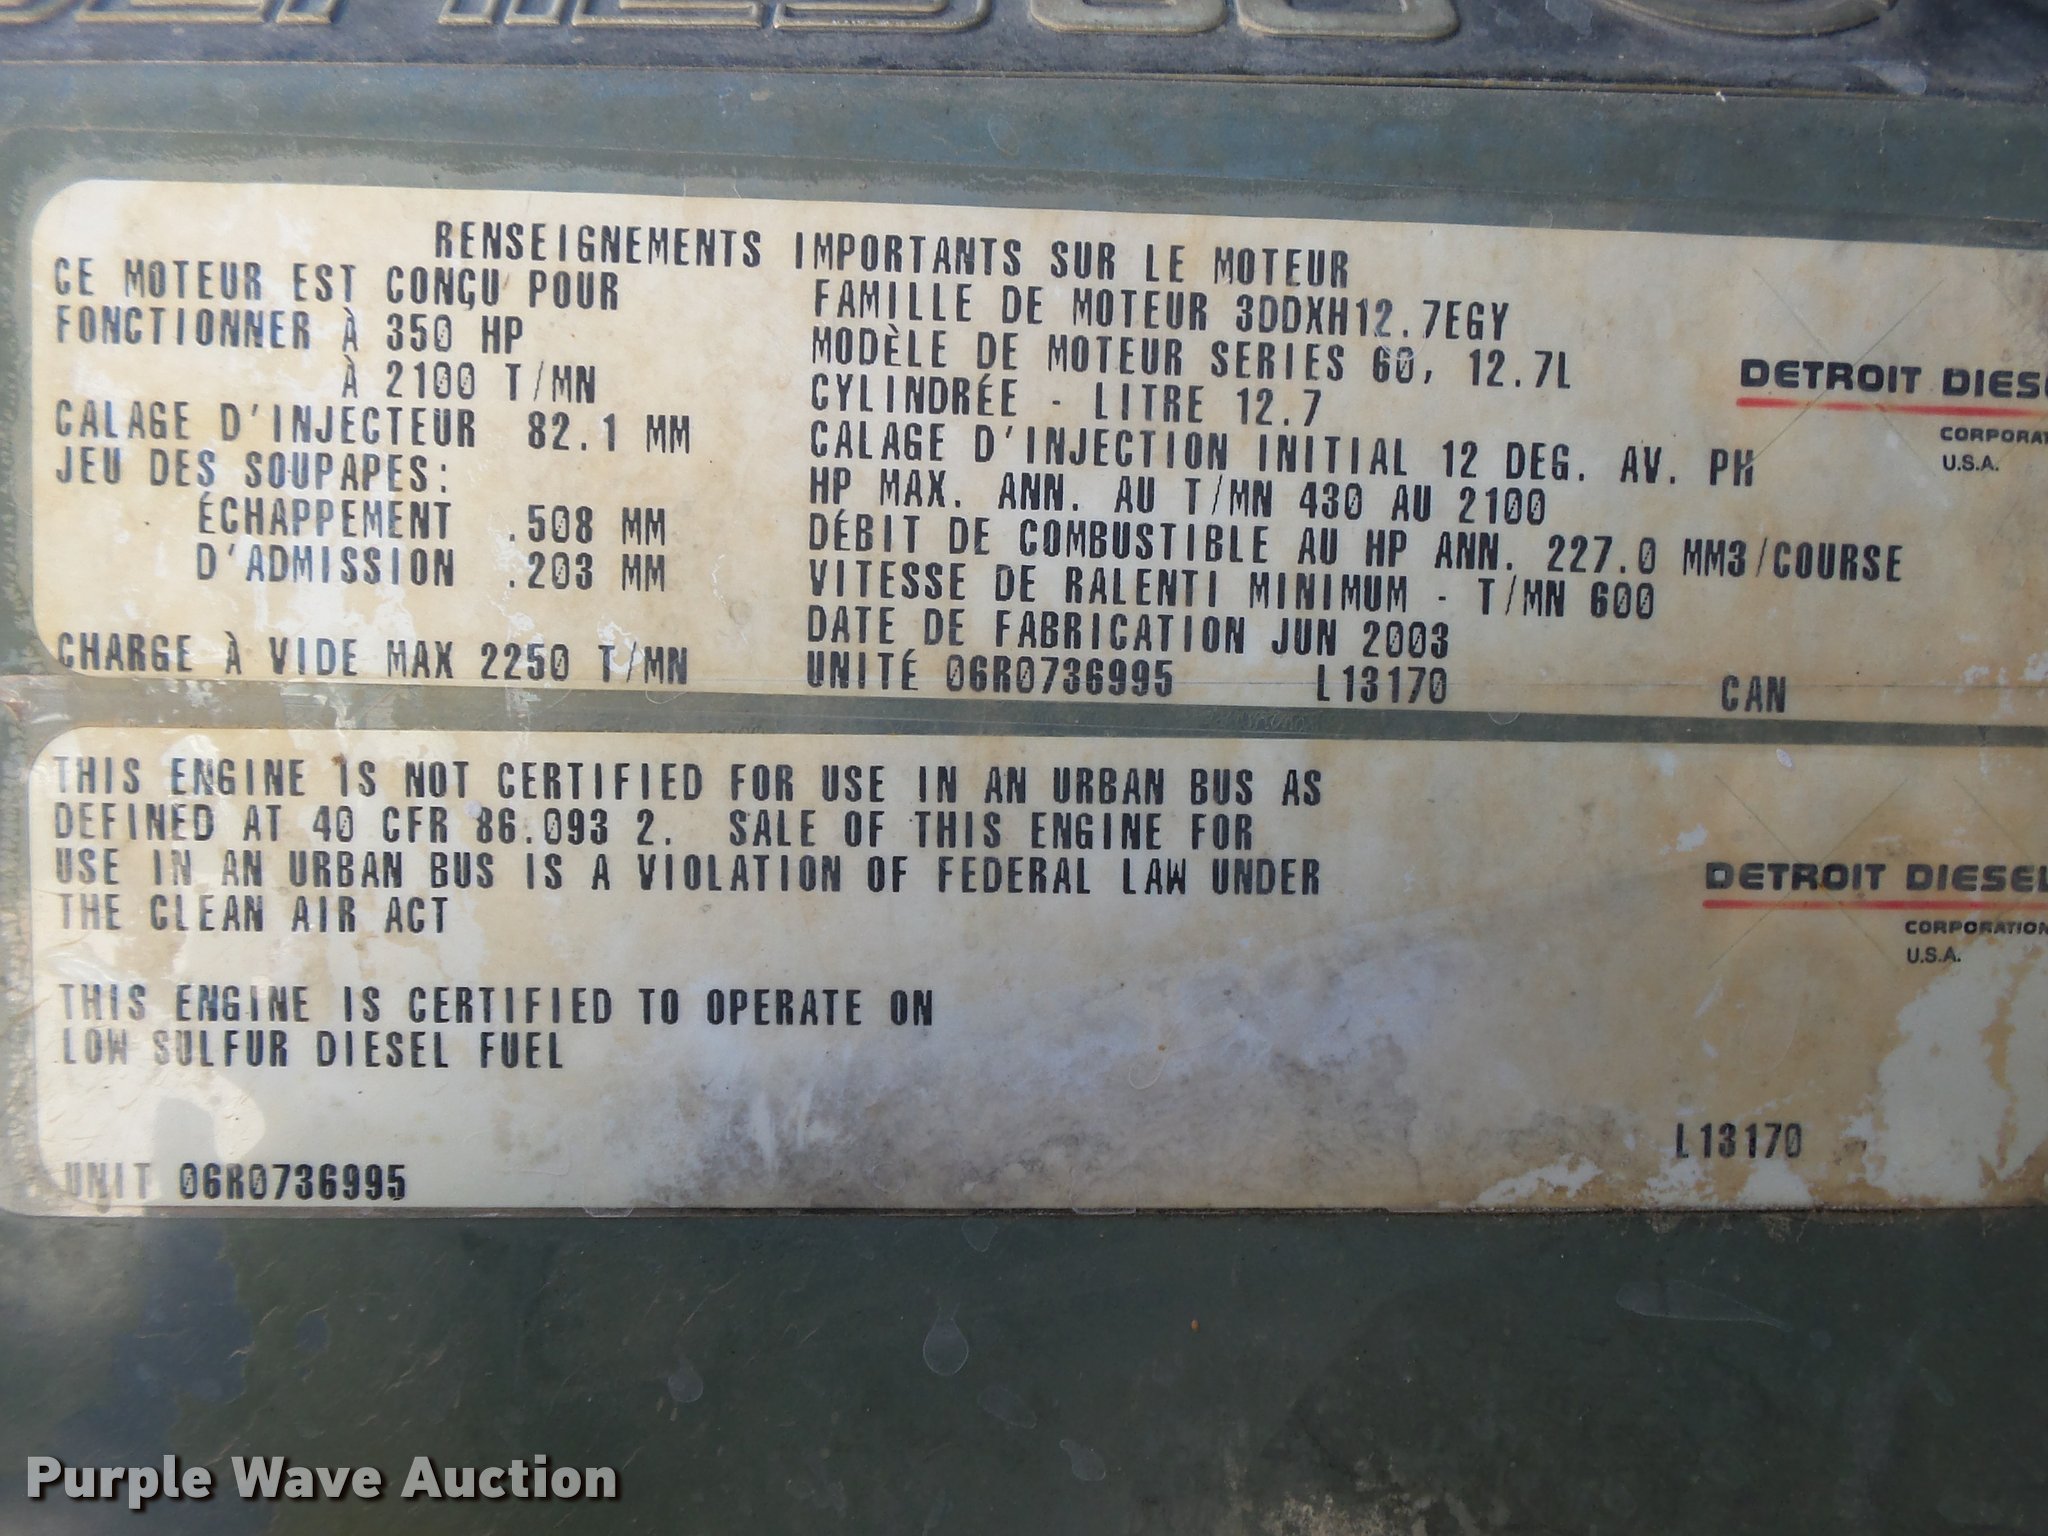 RENSEIGNEMENTS IMPORTANTS SUR LE MOTEUR
CE MOTEUR EST CONÇU POUR
FONCTIONNER À 350 HP
À 2100 T/MN
CALAGE D'INJECTEUR 82.1 MM
JEU DES SOUPAPES:
ÉCHAPPEMENT .508 MM
D'ADMISSION .203 MM
CHARGE À VIDE MAX 2250 T/MN
FAMILLE DE MOTEUR 3DDXH12.7EGY
MODÈLE DE MOTEUR SERIES 60, 12.7L
CYLINDRÉE - LITRE 12.7
CALAGE D'INJECTION INITIAL 12 DEG. AV. PH
HP MAX. ANN. AU T/MN 430 AU 2100
DÉBIT DE COMBUSTIBLE AU HP ANN. 227.0 MM3/COURSE
VITESSE DE RALENTI MINIMUM - T/MN 600
DATE DE FABRICATION JUN 2003
UNITÉ 06R0736995 L13170 CAN
DETROIT DIES
CORPORAT
U.S.A.
THIS ENGINE IS NOT CERTIFIED FOR USE IN AN URBAN BUS AS
DEFINED AT 40 CFR 86.093 2. SALE OF THIS ENGINE FOR
USE IN AN URBAN BUS IS A VIOLATION OF FEDERAL LAW UNDER
THE CLEAN AIR ACT
THIS ENGINE IS CERTIFIED TO OPERATE ON
LOW SULFUR DIESEL FUEL
UNIT 06R0736995
DETROIT DIESEL
CORPORATION
U.S.A.
L13170
Purple Wave Auction